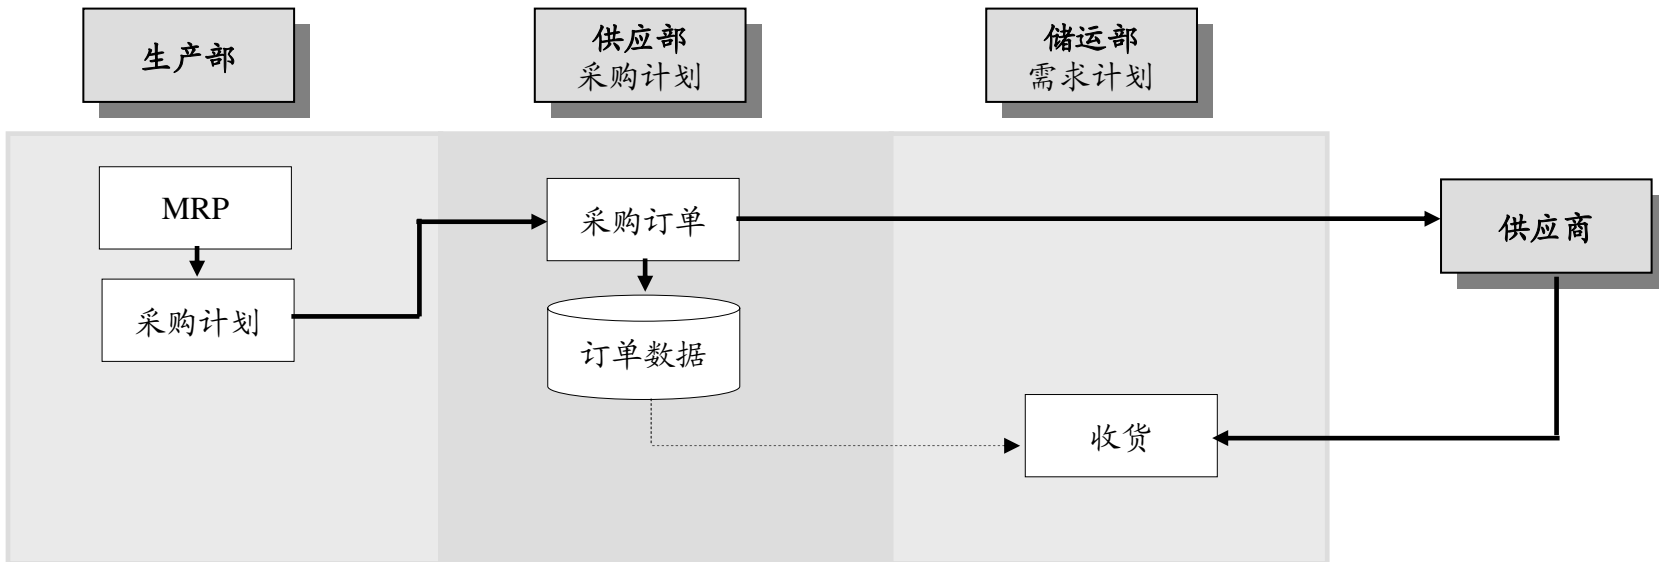 生产部
供应部
采购计划
储运部
需求计划
MRP
采购订单
供应商
采购计划
订单数据
收货